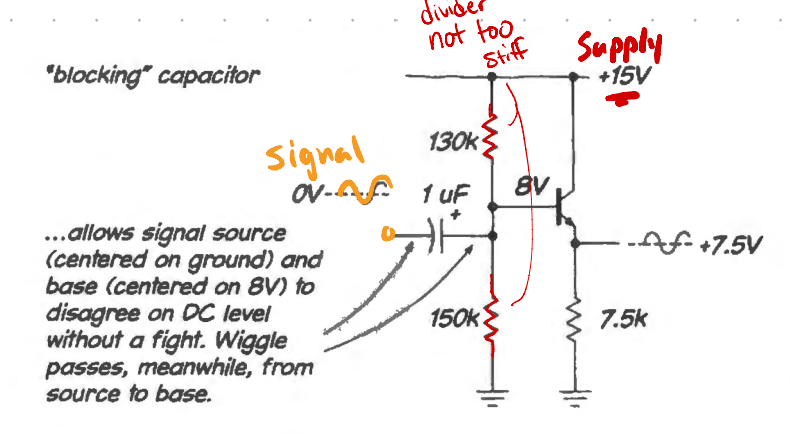 divider
not too
stiff
Supply
"blocking" capacitor
+15V
130k
signal
0V
1 uF
8V
+
...allows signal source
(centered on ground) and
base (centered on 8V) to
disagree on DC level
without a fight. Wiggle
passes, meanwhile, from
source to base.
+7.5V
150k
7.5k